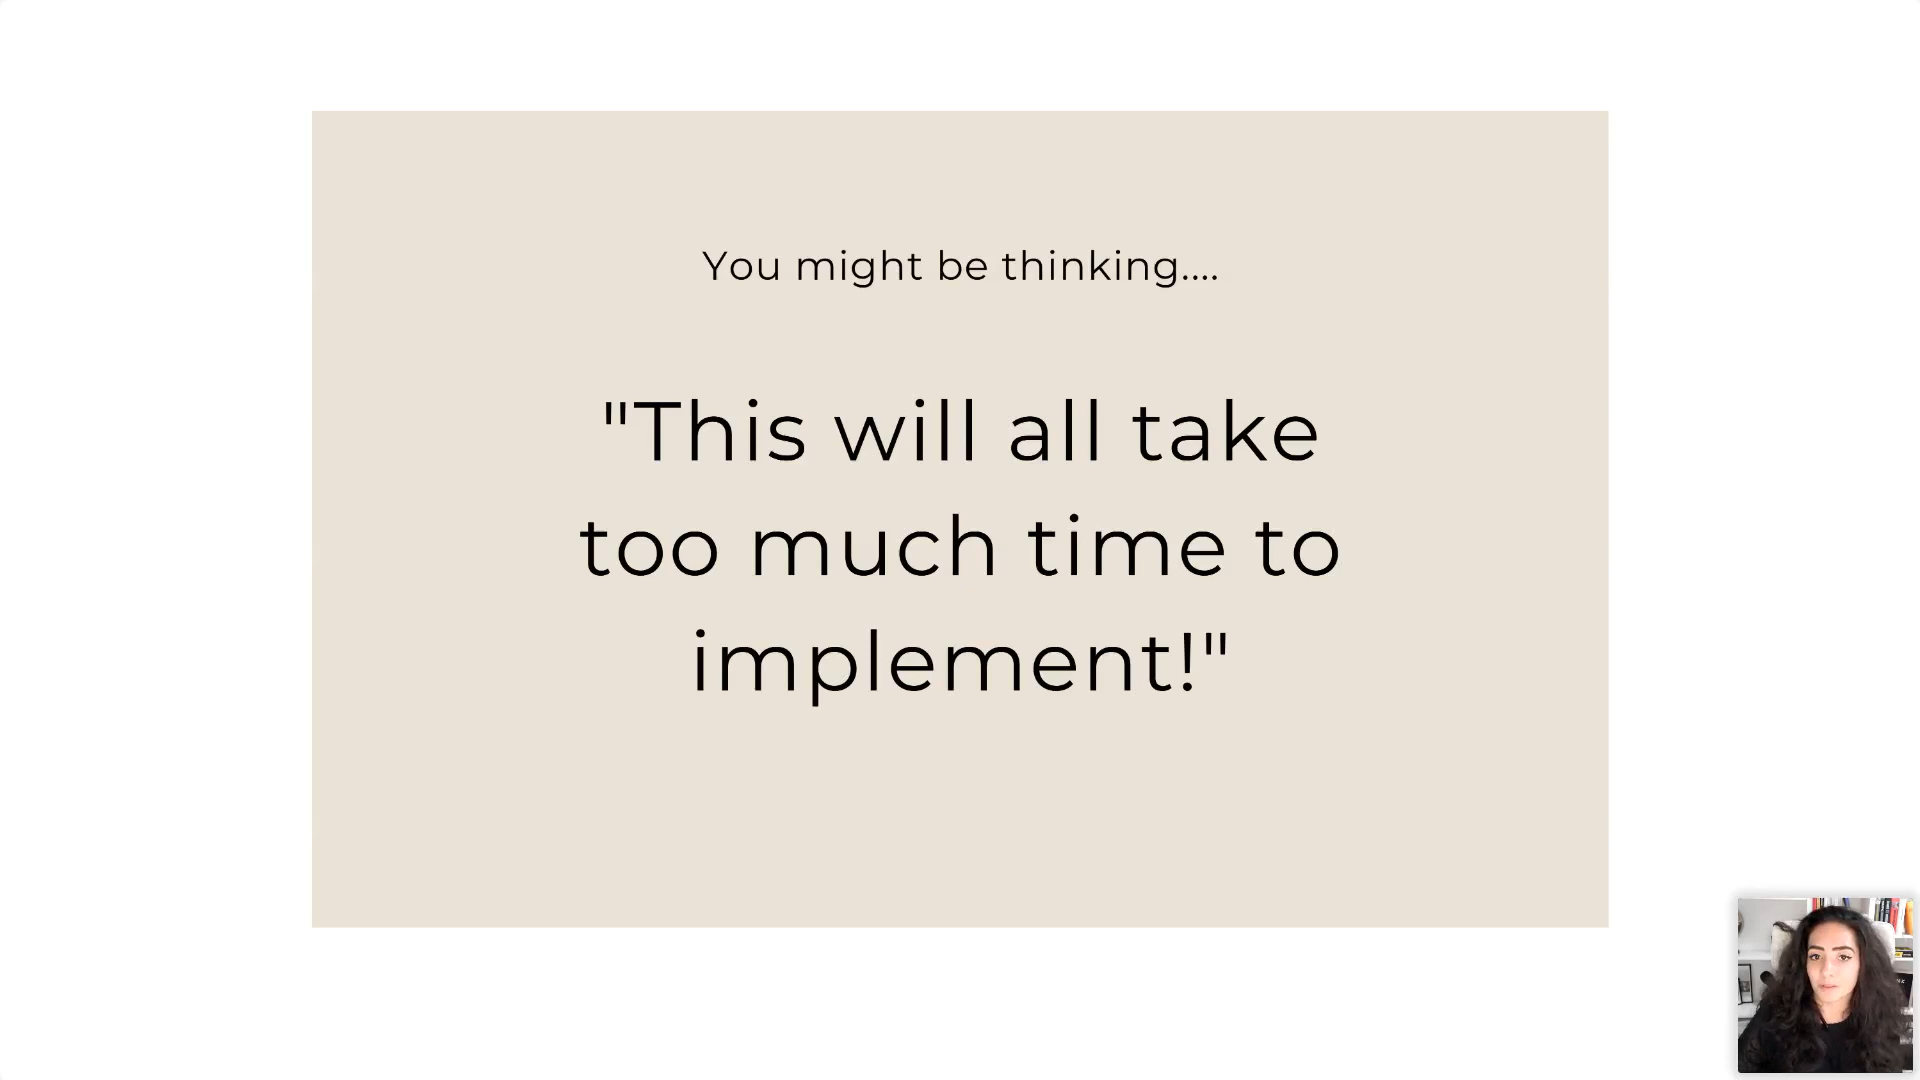 You might be thinking....
"This will all take
too much time to
implement!"